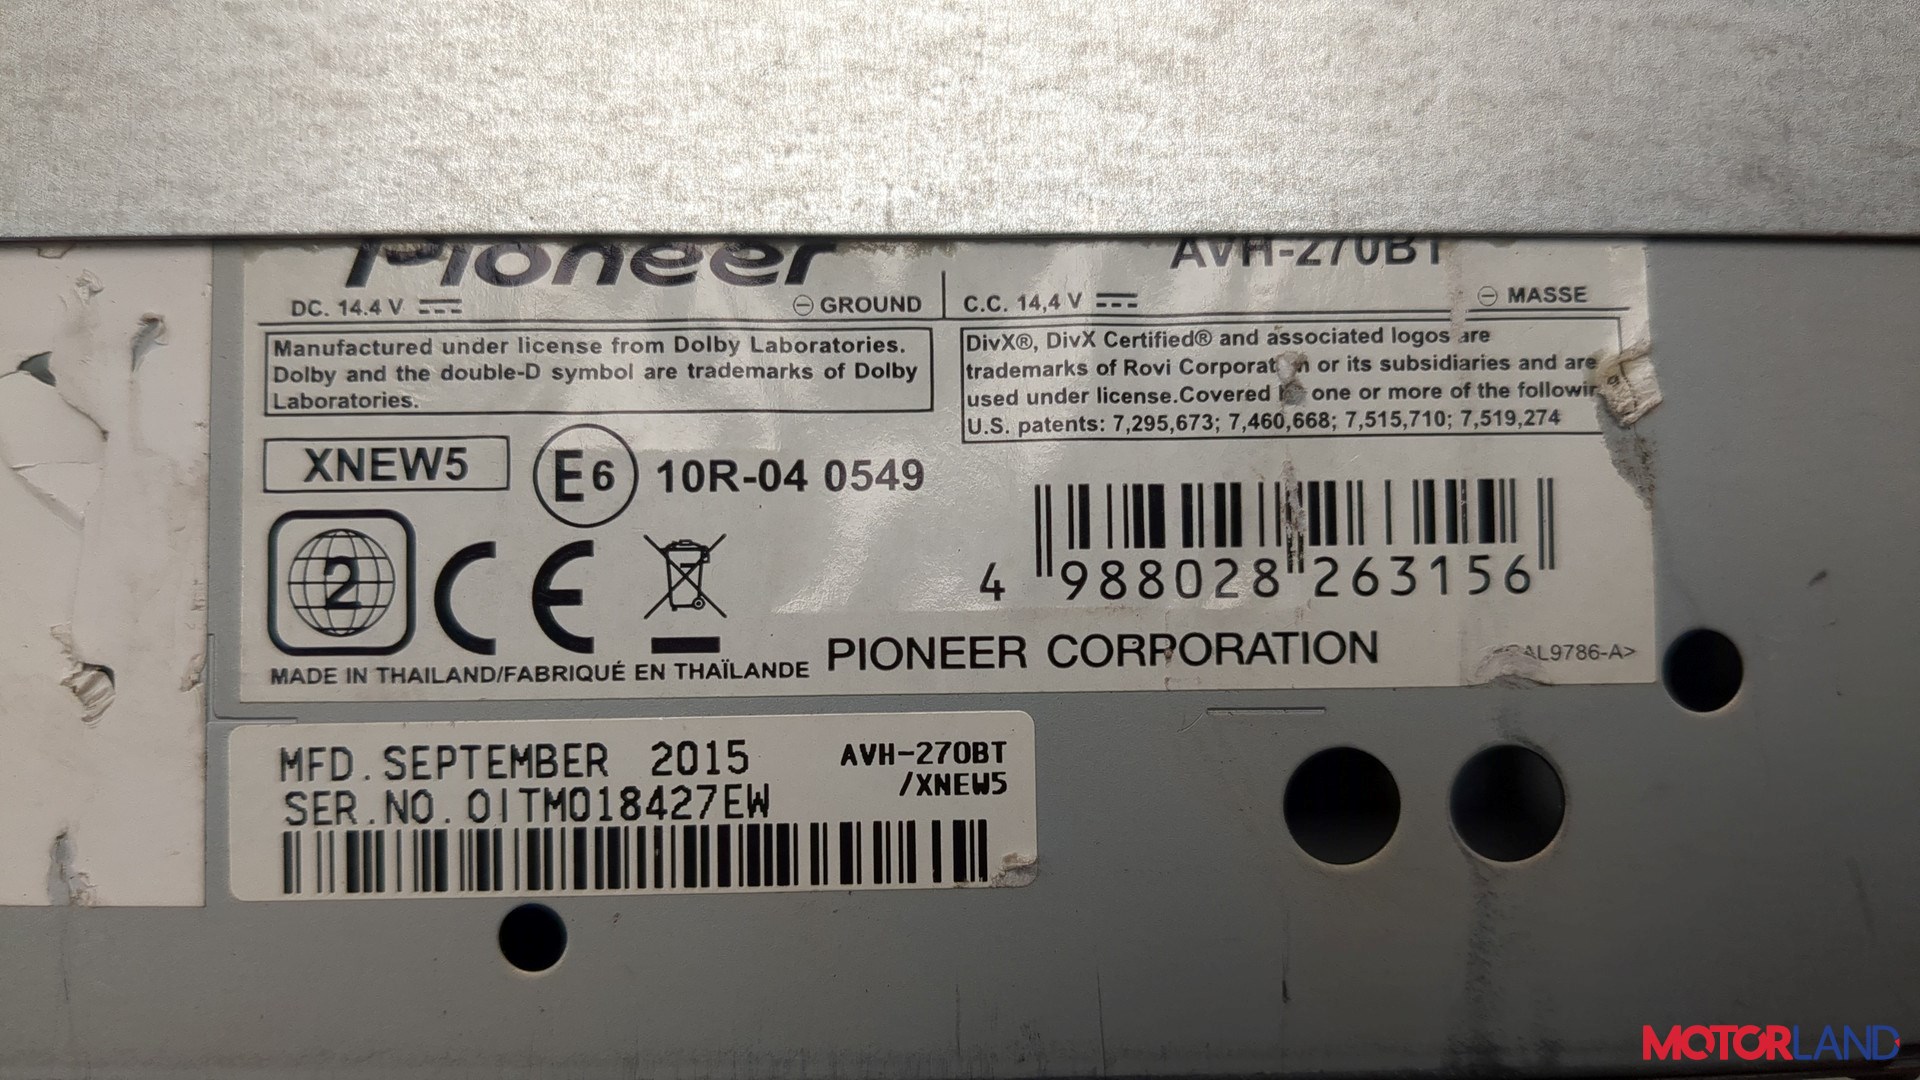 Pioneer
AVH-270BT
DC. 14.4 V
⊖ GROUND
C.C. 14,4 V
⊖ MASSE
Manufactured under license from Dolby Laboratories.
Dolby and the double-D symbol are trademarks of Dolby
Laboratories.
DivX®, DivX Certified® and associated logos are
trademarks of Rovi Corporat n or its subsidiaries and are
used under license.Covered one or more of the followin
U.S. patents: 7,295,673; 7,460,668; 7,515,710; 7,519,274
XNEW5
E6
10R-04 0549
2
CE
4 988028 263156
MADE IN THAILAND/FABRIQUÉ EN THAÏLANDE
PIONEER CORPORATION
AL9786-A>
MFD. SEPTEMBER 2015
SER.NO. OITM018427EW
AVH-270BT
/XNEW5
MOTORLAND